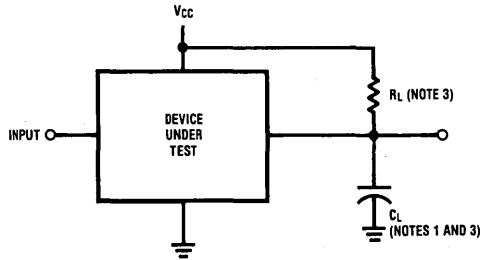 VCC
RL (NOTE 3)
DEVICE
UNDER
TEST
INPUT
CL
(NOTES 1 AND 3)